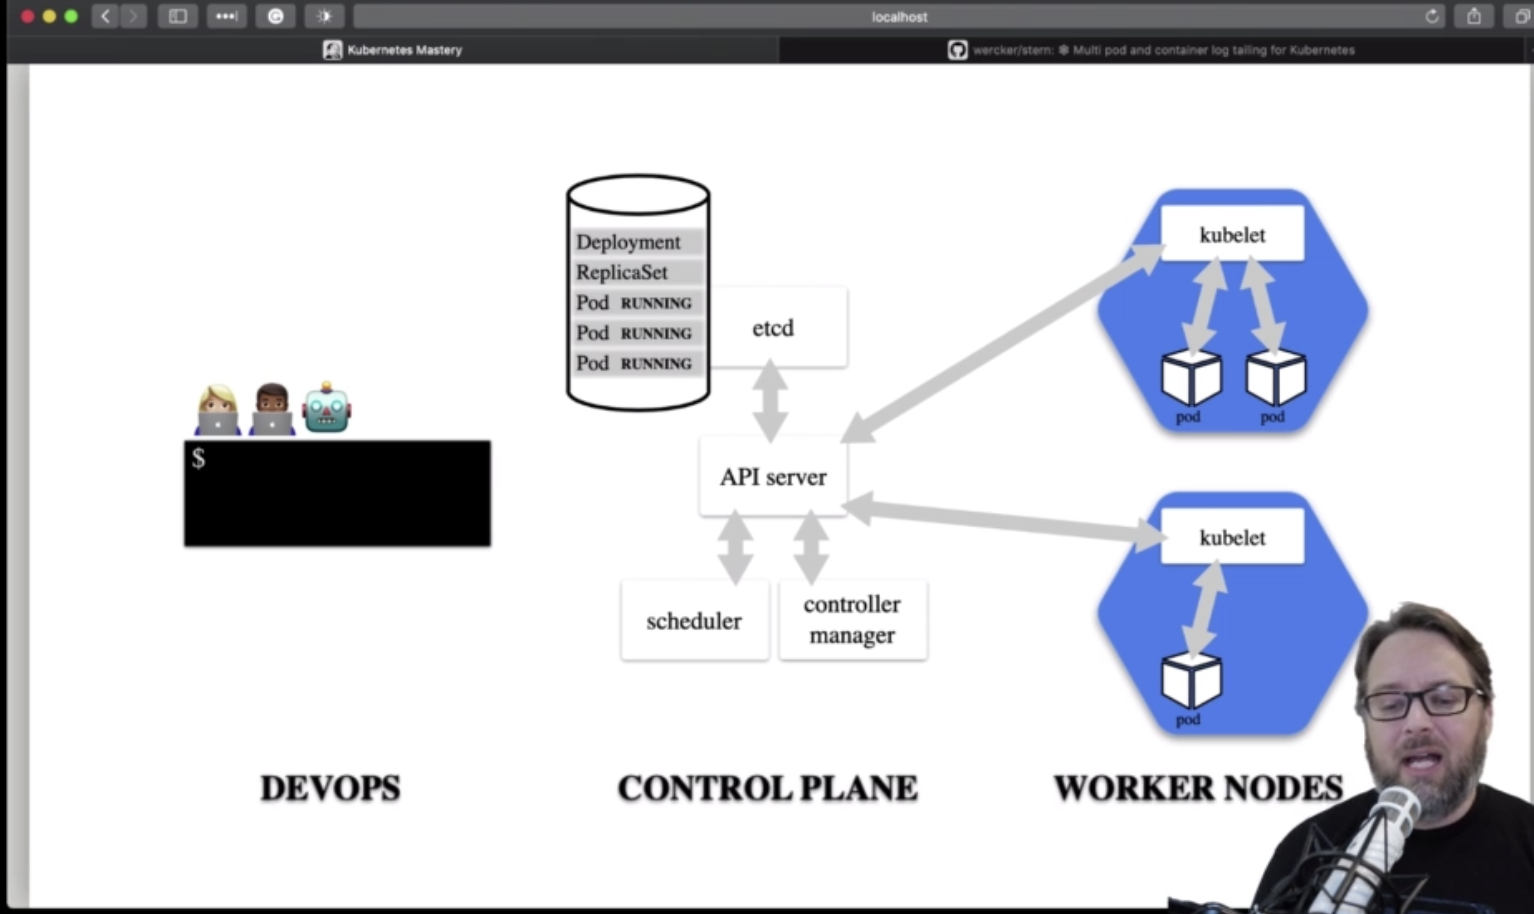 localhost
Kubernetes Mastery
wercker/stern: ⎈ Multi pod and container log tailing for Kubernetes
Deployment
ReplicaSet
Pod RUNNING
Pod RUNNING
Pod RUNNING
etcd
API server
scheduler
controller
manager
$
kubelet
pod
pod
kubelet
pod
DEVOPS
CONTROL PLANE
WORKER NODES